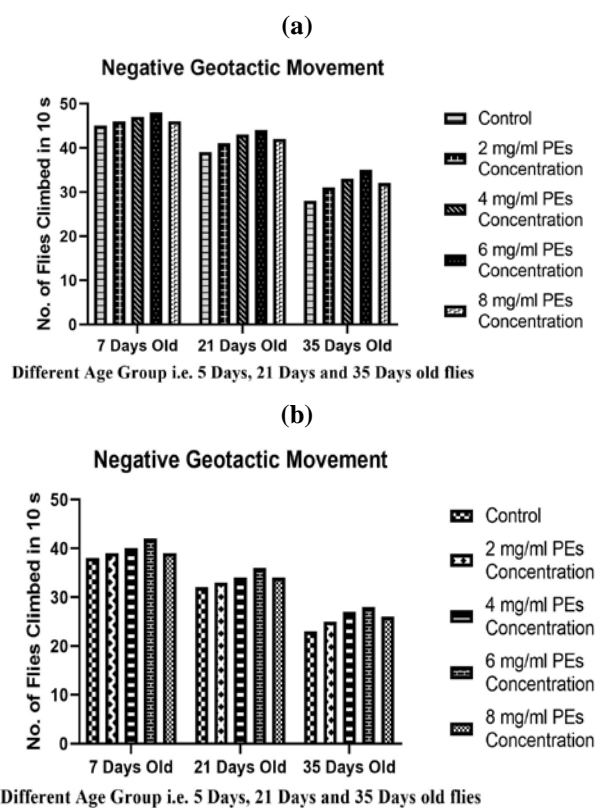 (a)
Negative Geotactic Movement
No. of Flies Climbed in 10 s
50
40
30
20
10
0
7 Days Old 21 Days Old 35 Days Old
Control
2 mg/ml PEs
Concentration
4 mg/ml PEs
Concentration
6 mg/ml PEs
Concentration
8 mg/ml PEs
Concentration
Different Age Group i.e. 5 Days, 21 Days and 35 Days old flies
(b)
Negative Geotactic Movement
No. of Flies Climbed in 10 s
50
40
30
20
10
0
7 Days Old 21 Days Old 35 Days Old
Control
2 mg/ml PEs
Concentration
4 mg/ml PEs
Concentration
6 mg/ml PEs
Concentration
8 mg/ml PEs
Concentration
Different Age Group i.e. 5 Days, 21 Days and 35 Days old flies